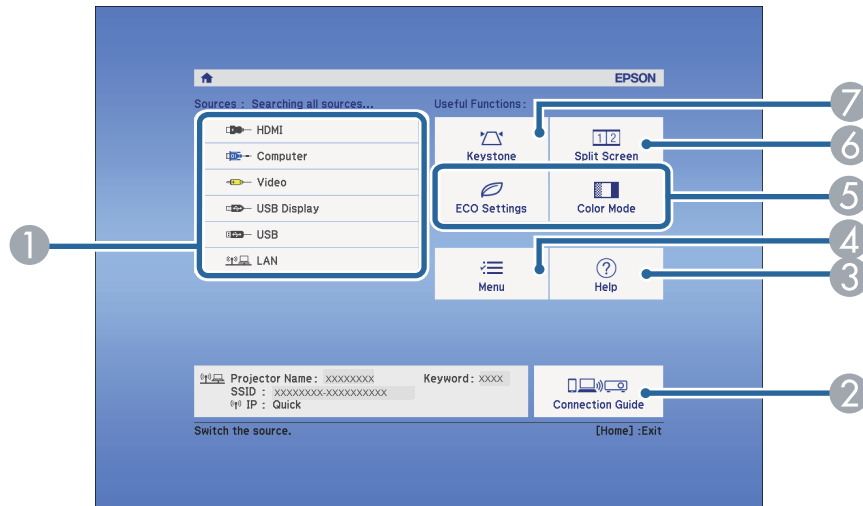 EPSON
Sources : Searching all sources...
Useful Functions :
HDMI
Computer
Video
USB Display
USB
LAN
Keystone
1 2
Split Screen
ECO Settings
Color Mode
Menu
?
Help
Projector Name : XXXXXXXX
Keyword : XXXX
SSID : XXXXXXXX-XXXXXXXXXX
IP : Quick
Connection Guide
Switch the source.
[Home] :Exit
1
7
6
5
4
3
2